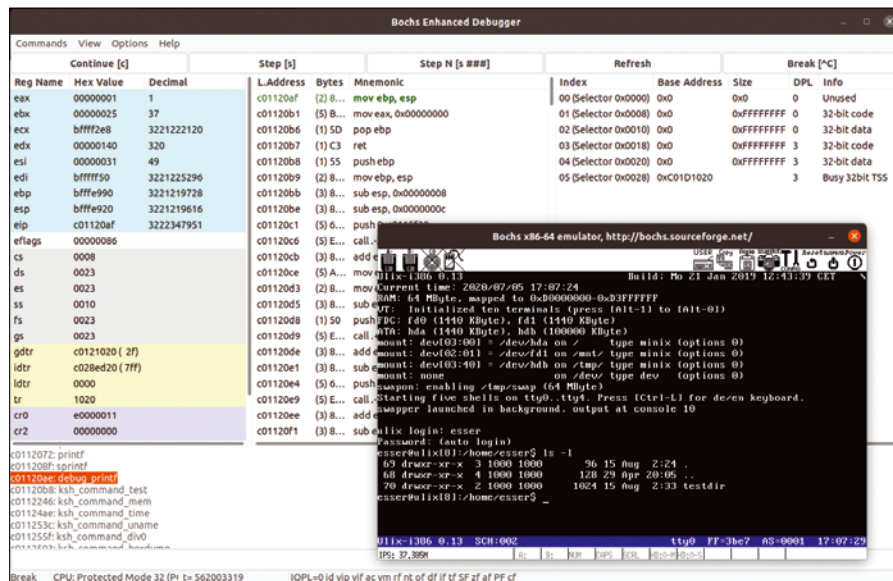 Bochs Enhanced Debugger
Commands View Options Help
Continue [c] Step [s] Step N [s ###] Refresh Break [^C]
Reg Name Hex Value Decimal
eax 00000001 1
ebx 00000025 37
ecx bffff2e8 3221222120
edx 00000140 320
esi 00000031 49
edi bfffff50 3221225296
ebp bfffe990 3221219728
esp bfffe920 3221219616
eip c01120af 3222347951
eflags 00000086
cs 0008
ds 0023
es 0023
ss 0010
fs 0023
gs 0023
gdtr c0121020 ( 2f)
idtr c028ed20 ( 7ff)
ldtr 0000
tr 1020
cr0 e0000011
cr2 00000000
L.Address Bytes Mnemonic
c01120af (2) 8... mov ebp, esp
c01120b1 (5) B... mov eax, 0x00000000
c01120b6 (1) 5D pop ebp
c01120b7 (1) C3 ret
c01120b8 (1) 55 push ebp
c01120b9 (2) 8... mov ebp, esp
c01120bb (3) 8... sub esp, 0x00000008
c01120be (3) 8... sub esp, 0x0000000c
c01120c1 (5) 6... push
c01120c6 (5) E... call
c01120cb (3) 8... add
c01120ce (5) A... mov
c01120d3 (2) 8... mov
c01120d5 (3) 8... sub
c01120d8 (1) 50 push
c01120d9 (5) E... call
c01120de (3) 8... add
c01120e1 (3) 8... sub
c01120e4 (5) 6... push
c01120e9 (5) E... call
c01120ee (3) 8... add
c01120f1 (3) 8... sub
Index Base Address Size DPL Info
00 (Selector 0x0000) 0x0 0x0 0 Unused
01 (Selector 0x0008) 0x0 0xFFFFFFFF 0 32-bit code
02 (Selector 0x0010) 0x0 0xFFFFFFFF 0 32-bit data
03 (Selector 0x0018) 0x0 0xFFFFFFFF 3 32-bit code
04 (Selector 0x0020) 0x0 0xFFFFFFFF 3 32-bit data
05 (Selector 0x0028) 0xC01D1020 3 Busy 32bit TSS
c0112072: printf
c011208f: sprintf
c01120ae: debug_printf
c01120b8: ksh_command_test
c0112246: ksh_command_mem
c01124ae: ksh_command_time
c011253c: ksh_command_uname
c011255f: ksh_command_div0
Bochs x86-64 emulator, http://bochs.sourceforge.net/
USER Copy Power
Ulix-i386 0.13 Build: Mo 21 Jan 2019 12:43:39 CET
Current time: 2020/07/05 17:07:24
RAM: 64 MByte, mapped to 0xD0000000-0xD3FFFFFF
VT: Initialized ten terminals (press [Alt-1] to [Alt-0])
FDC: fd0 (1440 KByte), fd1 (1440 KByte)
ATA: hda (1440 KByte), hdb (100000 KByte)
mount: dev[03:00] = /dev/hda on / type minix (options 0)
mount: dev[02:01] = /dev/fd1 on /mnt/ type minix (options 0)
mount: dev[03:40] = /dev/hdb on /tmp/ type minix (options 0)
mount: none on /dev/ type dev (options 0)
swapon: enabling /tmp/swap (64 MByte)
Starting five shells on tty0..tty4. Press [Ctrl-L] for de/en keyboard.
swapper launched in background. output at console 10
ulix login: esser
Password: (auto login)
esser@ulix[8]:/home/esser$ ls -l
69 drwxr-xr-x 3 1000 1000 96 15 Aug 2:24 .
68 drwxr-xr-x 4 1000 1000 128 29 Apr 20:05 ..
70 drwxr-xr-x 2 1000 1000 1024 15 Aug 2:33 testdir
esser@ulix[8]:/home/esser$ _
Ulix-i386 0.13 SCH:002 tty0 FF=3be7 AS=0001 17:07:29
IPS: 37,385M A: B: NUM CAPS SCRL HD:0-M HD:0-S
Break CPU: Protected Mode 32 (Pt t= 562003319 IOPL=0 id vip vif ac vm rf nt of df if tf SF zf af PF cf